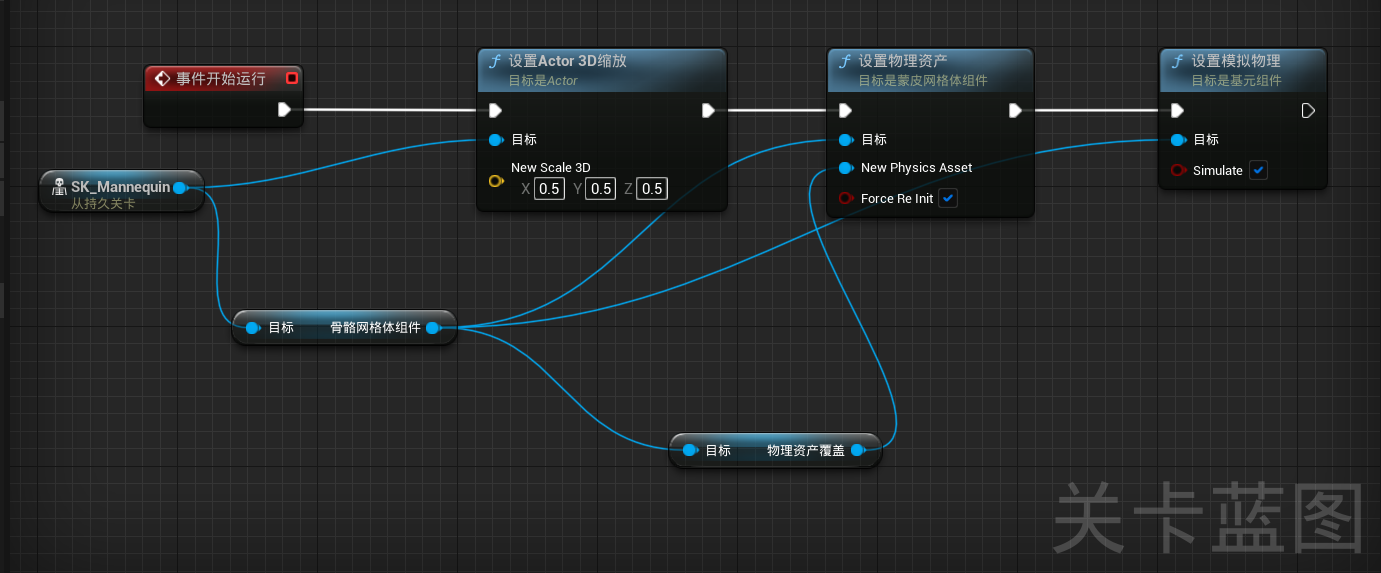 事件开始运行
设置Actor 3D缩放
目标是Actor
目标
New Scale 3D
X 0.5 Y 0.5 Z 0.5
设置物理资产
目标是蒙皮网格体组件
目标
New Physics Asset
Force Re Init
设置模拟物理
目标是基元组件
目标
Simulate
SK_Mannequin
从持久关卡
目标 骨骼网格体组件
目标 物理资产覆盖
关卡蓝图